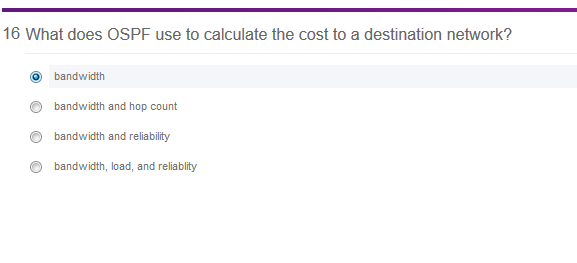 16 What does OSPF use to calculate the cost to a destination network?
bandwidth
bandwidth and hop count
bandwidth and reliability
bandwidth, load, and reliablity